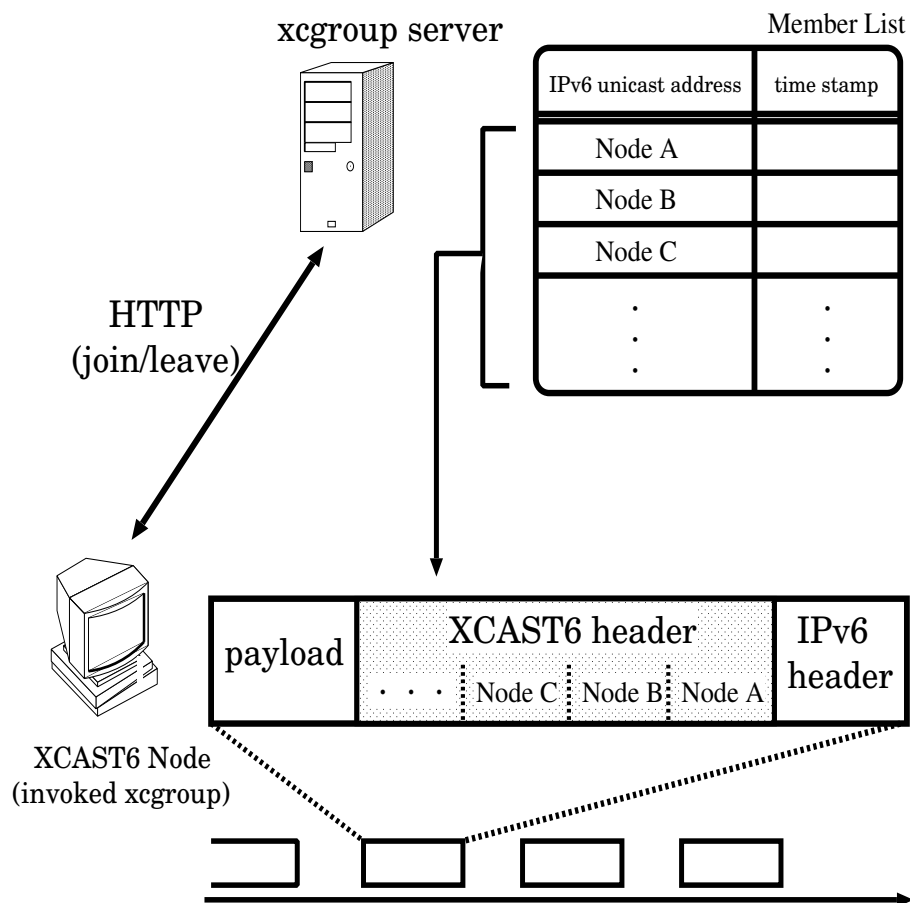 xcgroup server
Member List
IPv6 unicast address time stamp
Node A
Node B
Node C
. .
. .
. .
HTTP
(join/leave)
payload
XCAST6 header
. . . Node C Node B Node A
IPv6
header
XCAST6 Node
(invoked xcgroup)